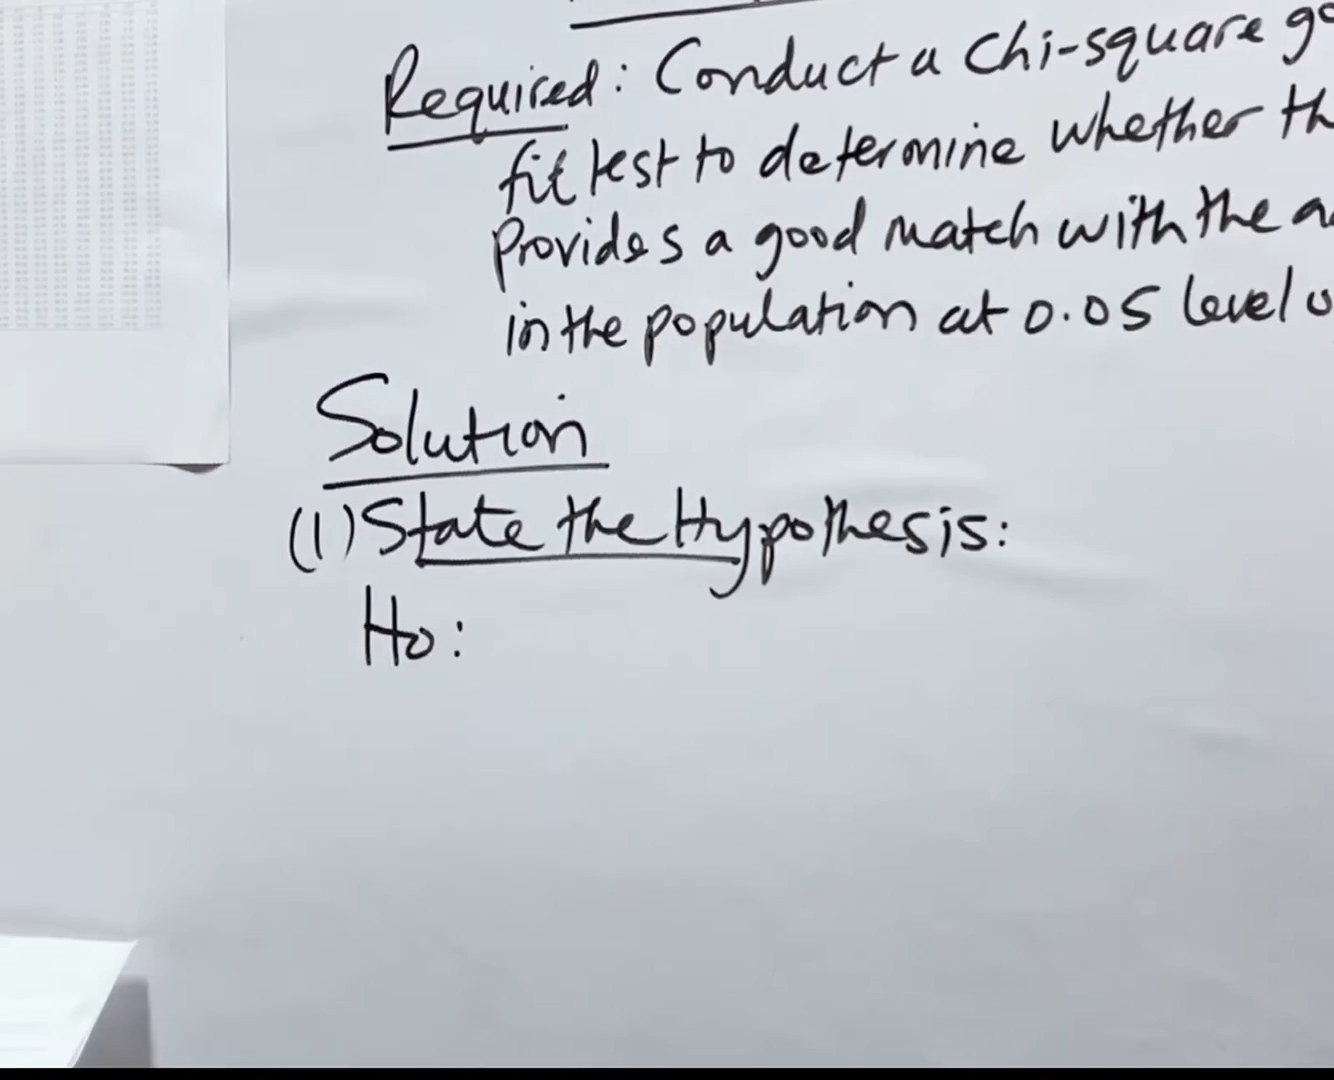 Required: Conduct a Chi-square
fit test to determine whether
provides a good match with the
in the population at 0.05 level
Solution
(1) State the Hypothesis:
Ho: